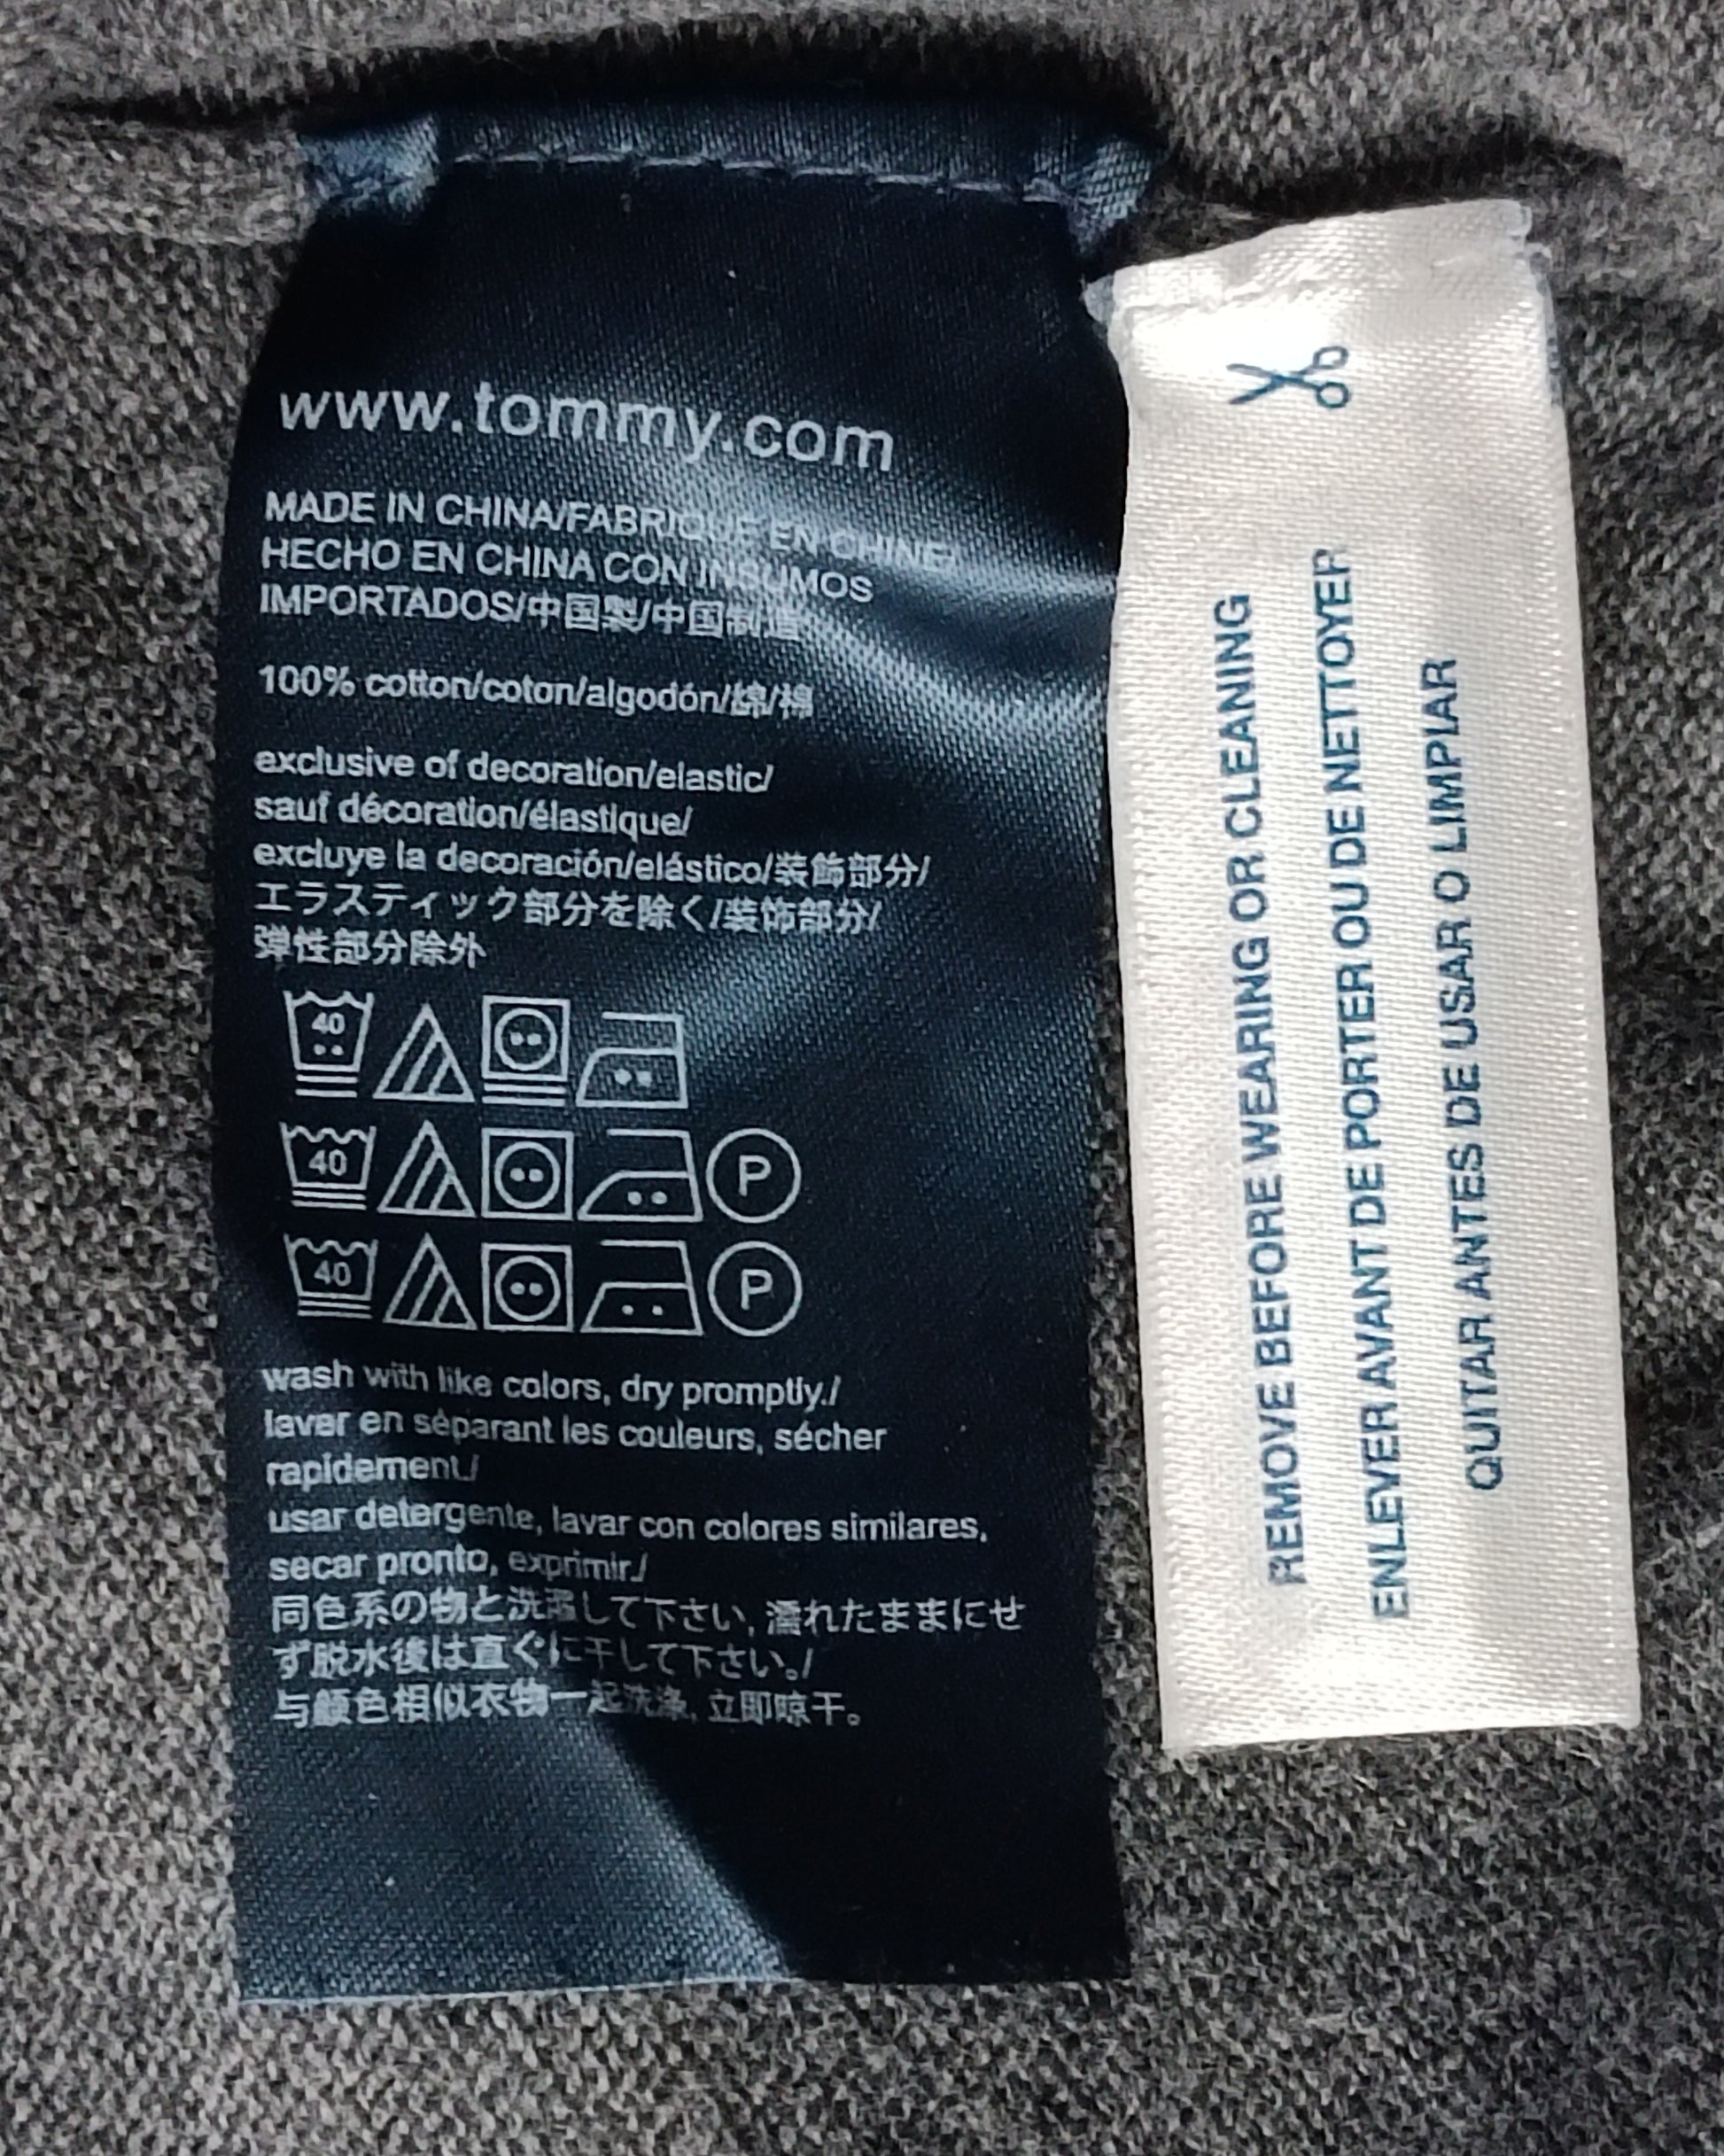 www.tommy.com
MADE IN CHINA/FABRIQUE EN CHINE/
HECHO EN CHINA CON INSUMOS
IMPORTADOS/中国製/中国制造
100% cotton/coton/algodón/綿/棉
exclusive of decoration/elastic/
sauf décoration/élastique/
excluye la decoración/elástico/装飾部分/
エラスティック部分を除く/装饰部分/
弹性部分除外
40
40 P
40 P
wash with like colors, dry promptly./
laver en séparant les couleurs, sécher
rapidement./
usar detergente, lavar con colores similares,
secar pronto, exprimir./
同色系の物と洗濯して下さい, 濡れたままにせ
ず脱水後は直ぐに干して下さい。/
与颜色相似衣物一起洗涤, 立即晾干。
REMOVE BEFORE WEARING OR CLEANING
ENLEVER AVANT DE PORTER OU DE NETTOYER
QUITAR ANTES DE USAR O LIMPIAR